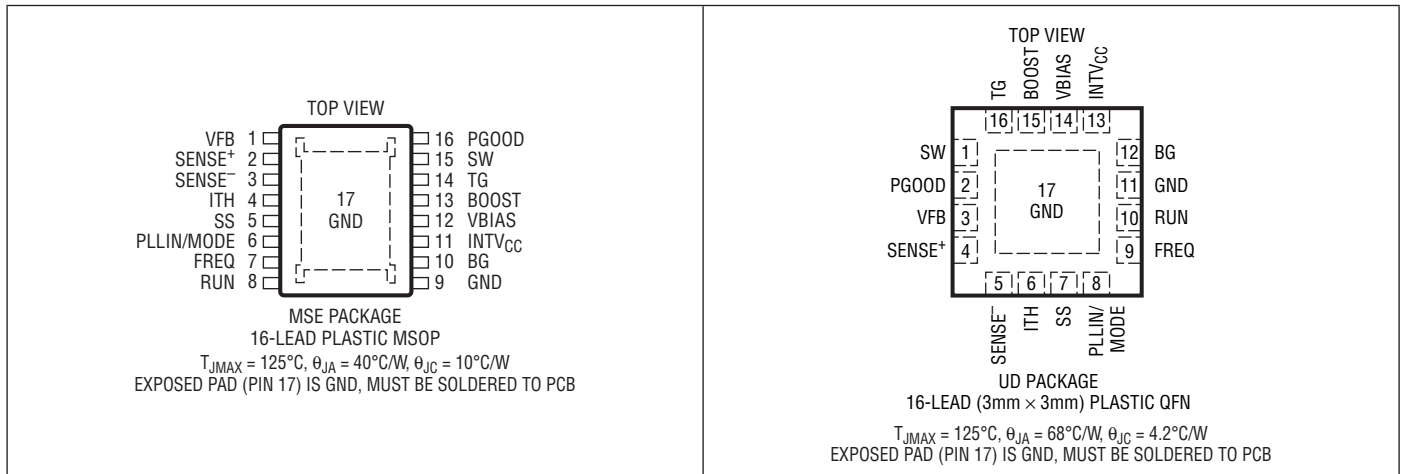 TOP VIEW
VFB 1
SENSE+ 2
SENSE– 3
ITH 4
SS 5
PLLIN/MODE 6
FREQ 7
RUN 8
17
GND
16 PGOOD
15 SW
14 TG
13 BOOST
12 VBIAS
11 INTVCC
10 BG
9 GND
MSE PACKAGE
16-LEAD PLASTIC MSOP
TJMAX = 125°C, θJA = 40°C/W, θJC = 10°C/W
EXPOSED PAD (PIN 17) IS GND, MUST BE SOLDERED TO PCB
TOP VIEW
TG
BOOST
VBIAS
INTVCC
16 15 14 13
SW 1
PGOOD 2
VFB 3
SENSE+ 4
17
GND
12 BG
11 GND
10 RUN
9 FREQ
5 6 7 8
SENSE–
ITH
SS
PLLIN/
MODE
UD PACKAGE
16-LEAD (3mm × 3mm) PLASTIC QFN
TJMAX = 125°C, θJA = 68°C/W, θJC = 4.2°C/W
EXPOSED PAD (PIN 17) IS GND, MUST BE SOLDERED TO PCB